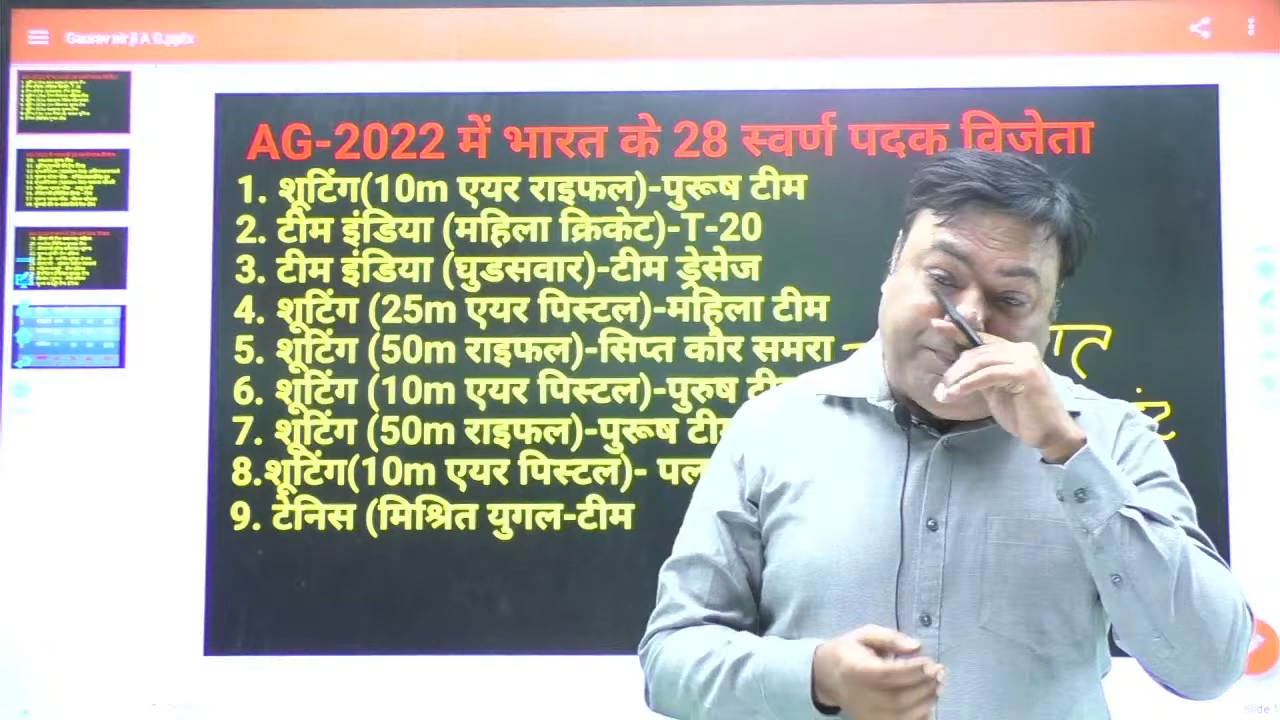 Gaurav sir ji A G.pptx
AG-2022 में भारत के 28 स्वर्ण पदक विजेता
1. शूटिंग(10m एयर राइफल)-पुरूष टीम
2. टीम इंडिया (महिला क्रिकेट)-T-20
3. टीम इंडिया (घुडसवार)-टीम ड्रेसेज
4. शूटिंग (25m एयर पिस्टल)-महिला टीम
5. शूटिंग (50m राइफल)-सिप्त कौर समरा
6. शूटिंग (10m एयर पिस्टल)-पुरुष
7. शूटिंग (50m राइफल)-पुरूष
8.शूटिंग(10m एयर पिस्टल)-
9. टेनिस (मिश्रित युगल-टीम